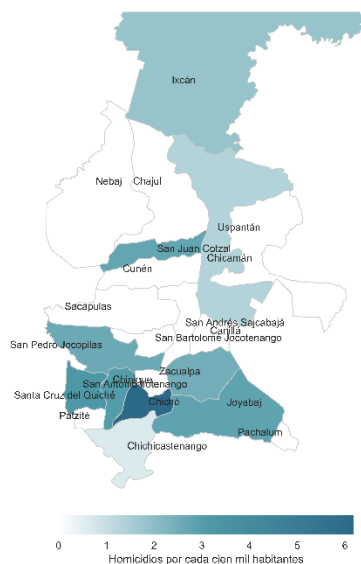 Ixcán
Nebaj
Chajul
Uspantán
San Juan Cotzal
Chicamán
Cunén
Sacapulas
San Andrés Sajcabajá
Canillá
San Bartolomé Jocotenango
San Pedro Jocopilas
Zacualpa
Chinique
San Antonio Ilotenango
Santa Cruz del Quiché
Chiché
Joyabaj
Patzité
Pachalum
Chichicastenango
0 1 2 3 4 5 6
Homicidios por cada cien mil habitantes